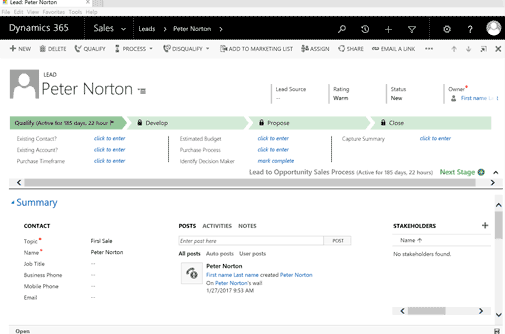 Lead: Peter Norton
File Edit View Favorites Tools Help
Dynamics 365 Sales Leads Peter Norton
NEW DELETE QUALIFY PROCESS DISQUALIFY ADD TO MARKETING LIST ASSIGN SHARE EMAIL A LINK
LEAD
Peter Norton
Lead Source Rating Status Owner*
-- Warm New First name
Qualify (Active for 185 days, 22 hour Develop Propose Close
Existing Contact? click to enter Estimated Budget click to enter Capture Summary click to enter
Existing Account? click to enter Purchase Process click to enter
Purchase Timeframe click to enter Identify Decision Maker mark complete
Lead to Opportunity Sales Process (Active for 185 days, 22 hours) Next Stage
Summary
CONTACT POSTS ACTIVITIES NOTES STAKEHOLDERS
Topic* First Sale Enter post here POST Name
Name* Peter Norton All posts Auto posts User posts No stakeholders found.
Job Title -- Peter Norton
Business Phone -- First name Last name created Peter Norton
Mobile Phone -- On Peter Norton's wall
Email -- 1/27/2017 9:53 AM
Open